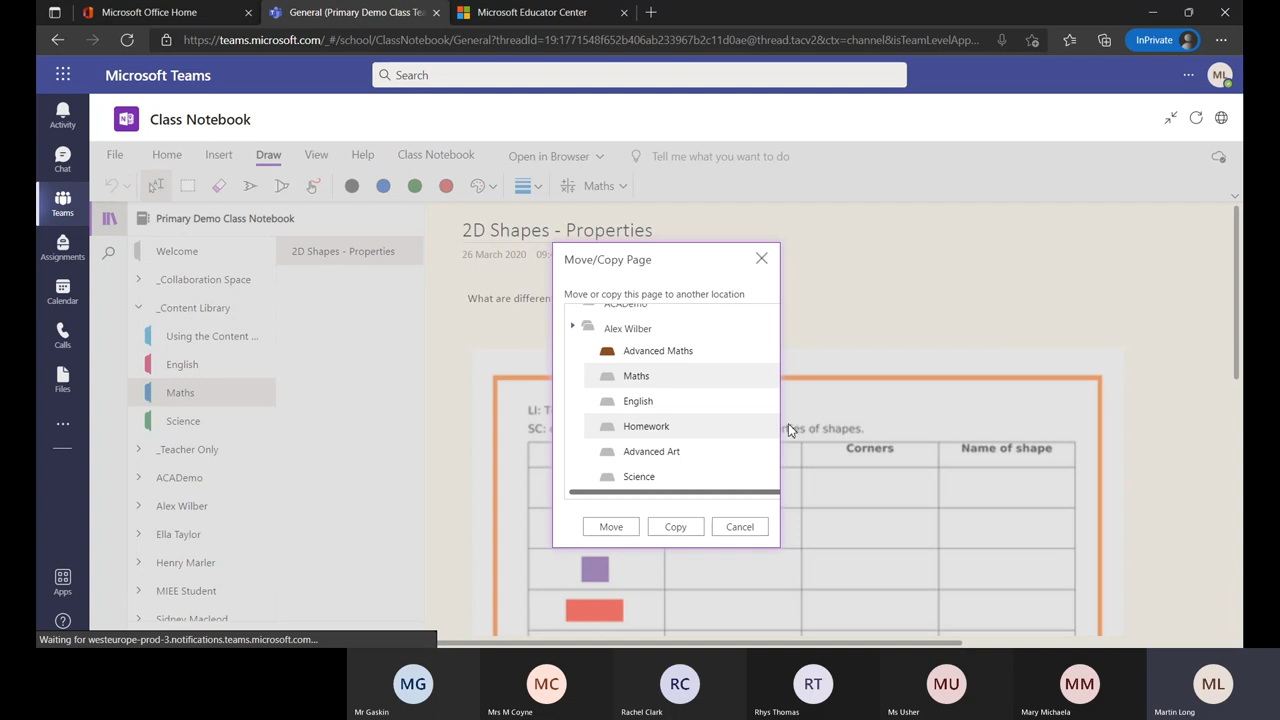 Microsoft Office Home
General (Primary Demo Class Te
Microsoft Educator Center
https://teams.microsoft.com/_#/school/ClassNotebook/General?threadId=19:1771548f652b406ab233967b2c11d0ae@thread.tacv2&ctx=channel&isTeamLevelApp...
InPrivate
Microsoft Teams
Search
ML
Activity
Chat
Teams
Assignments
Calendar
Calls
Files
Apps
Class Notebook
File
Home
Insert
Draw
View
Help
Class Notebook
Open in Browser
Tell me what you want to do
Maths
Primary Demo Class Notebook
Welcome
_Collaboration Space
_Content Library
Using the Content ...
English
Maths
Science
_Teacher Only
ACADemo
Alex Wilber
Ella Taylor
Henry Marler
MIEE Student
Sidney Macleod
2D Shapes - Properties
2D Shapes - Properties
26 March 2020
What are differen
LI: T
SC:
of shapes.
Corners
Name of shape
Move/Copy Page
Move or copy this page to another location
ACADemo
Alex Wilber
Advanced Maths
Maths
English
Homework
Advanced Art
Science
Move
Copy
Cancel
Waiting for westeurope-prod-3.notifications.teams.microsoft.com...
MG
Mr Gaskin
MC
Mrs M Coyne
RC
Rachel Clark
RT
Rhys Thomas
MU
Ms Usher
MM
Mary Michaela
ML
Martin Long